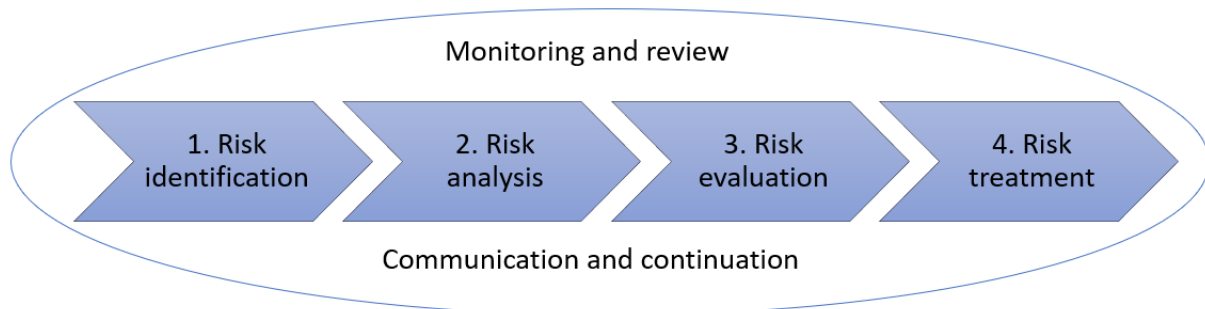 Monitoring and review
1. Risk
identification
2. Risk
analysis
3. Risk
evaluation
4. Risk
treatment
Communication and continuation